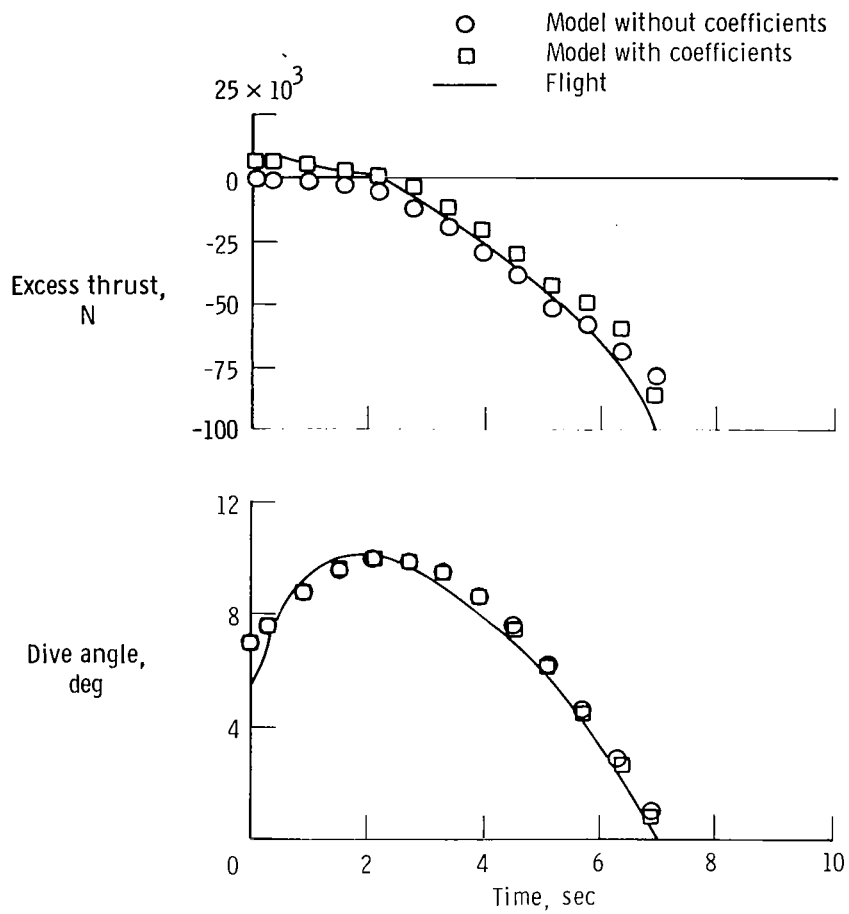 Model without coefficients
Model with coefficients
Flight
25 × 10³
0
-25
-50
-75
-100
Excess thrust,
N
12
8
4
0
Dive angle,
deg
2
4
6
8
10
Time, sec